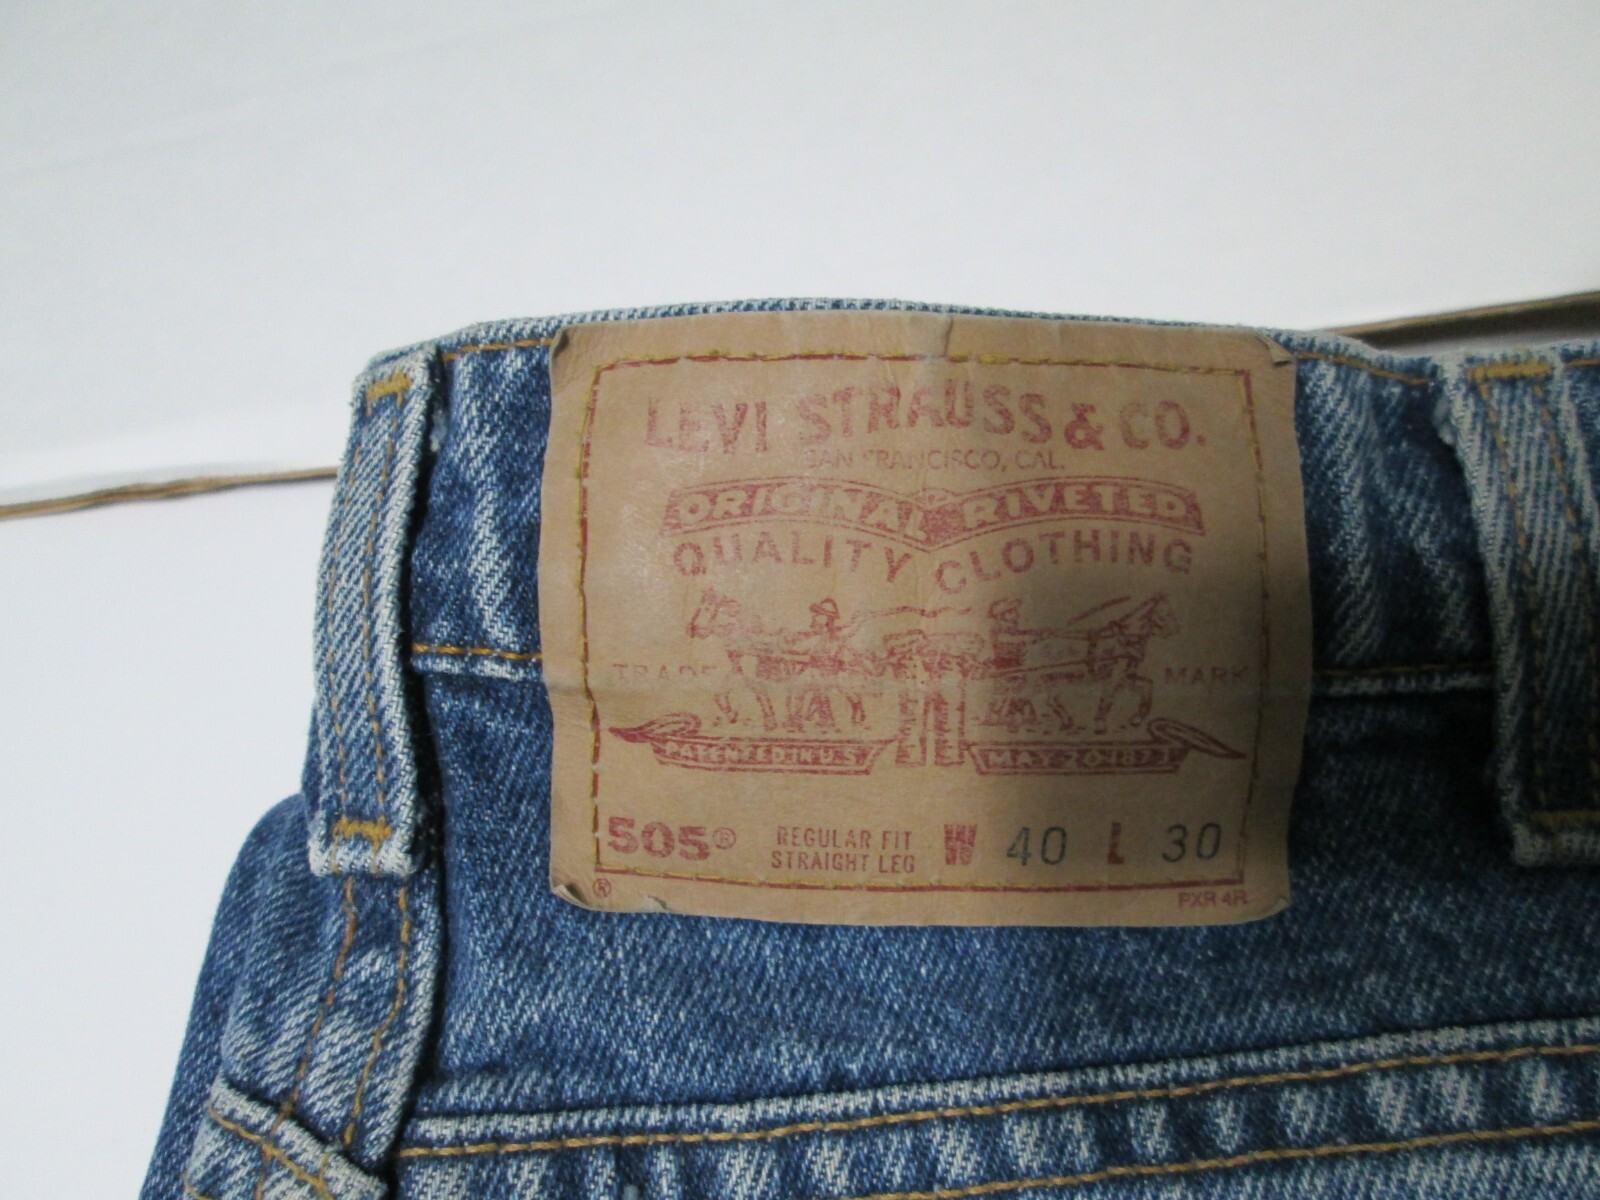 LEVI STRAUSS & CO.
SAN FRANCISCO, CAL.
ORIGINAL RIVETED
QUALITY CLOTHING
TRADE MARK
PATENTED IN U.S. MAY 20 1873
505® REGULAR FIT W 40 L 30
STRAIGHT LEG
® PXR 4R